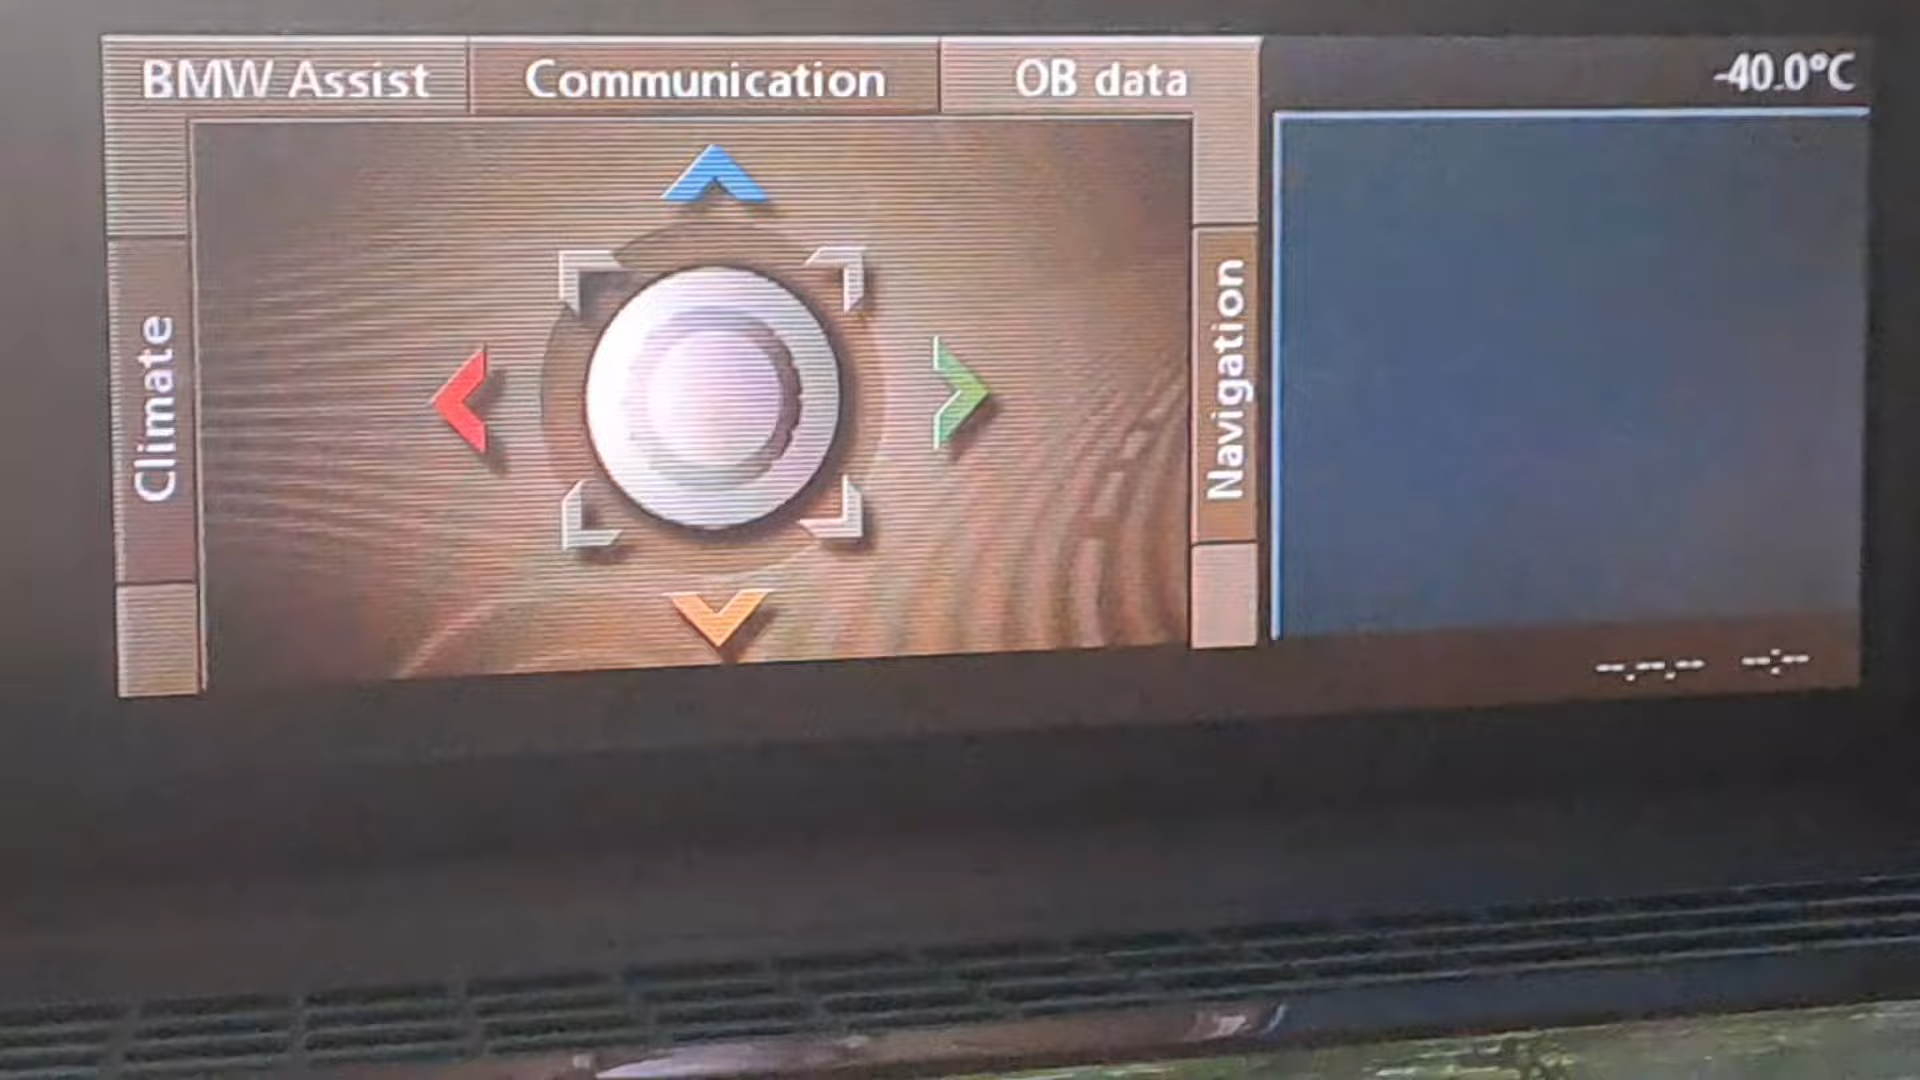 BMW Assist
Communication
OB data
-40.0°C
Climate
Navigation
--.--.-- --:--